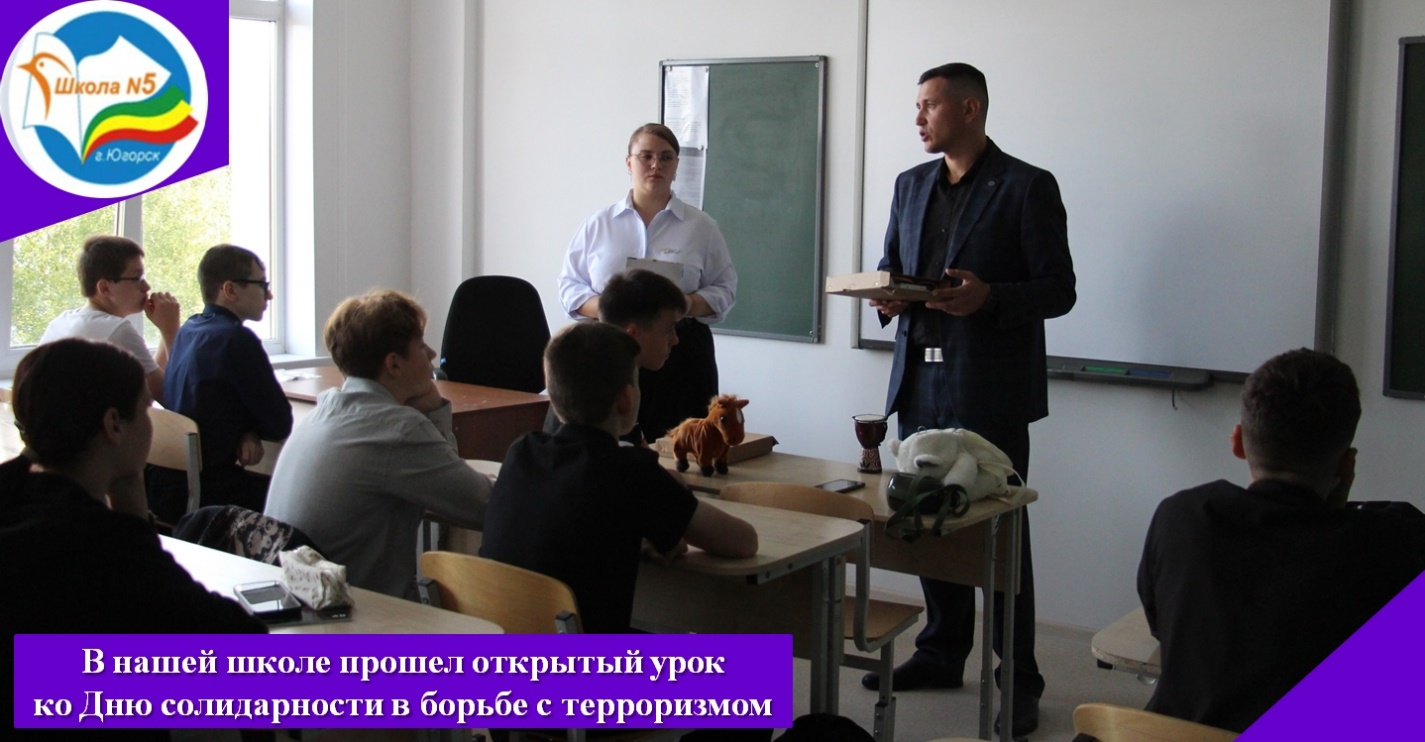 Школа N5
г.Югорск
В нашей школе прошел открытый урок
ко Дню солидарности в борьбе с терроризмом